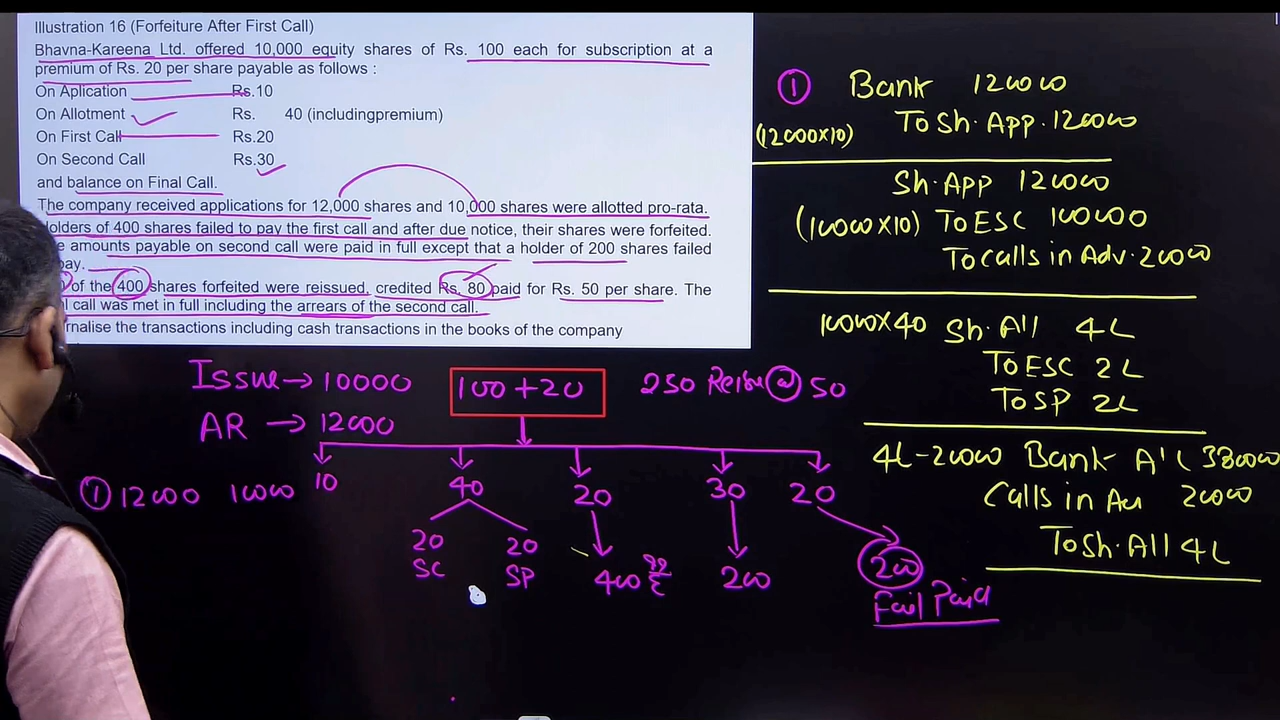 Illustration 16 (Forfeiture After First Call)
Bhavna-Kareena Ltd. offered 10,000 equity shares of Rs. 100 each for subscription at a
premium of Rs. 20 per share payable as follows :
On Aplication Rs.10
On Allotment Rs. 40 (includingpremium)
On First Call Rs.20
On Second Call Rs.30
and balance on Final Call.
The company received applications for 12,000 shares and 10,000 shares were allotted pro-rata.
Holders of 400 shares failed to pay the first call and after due notice, their shares were forfeited.
e amounts payable on second call were paid in full except that a holder of 200 shares failed
pay.
of the 400 shares forfeited were reissued, credited Rs. 80 paid for Rs. 50 per share. The
l call was met in full including the arrears of the second call.
rnalise the transactions including cash transactions in the books of the company
Issue → 10000
100 + 20
250 Reissue @ 50
AR → 12000
① 12000 10000
10
40
20
30
20
20 SC
20 SP
400
200
200
Fail Paid
① Bank 120000
(12000x10) To Sh. App. 120000
Sh. App 120000
(10000x10) To ESC 100000
To Calls in Adv. 20000
10000x40 Sh. All 4L
To ESC 2L
To SP 2L
4L-20000 Bank A/c 380000
Calls in Au 20000
To Sh. All 4L